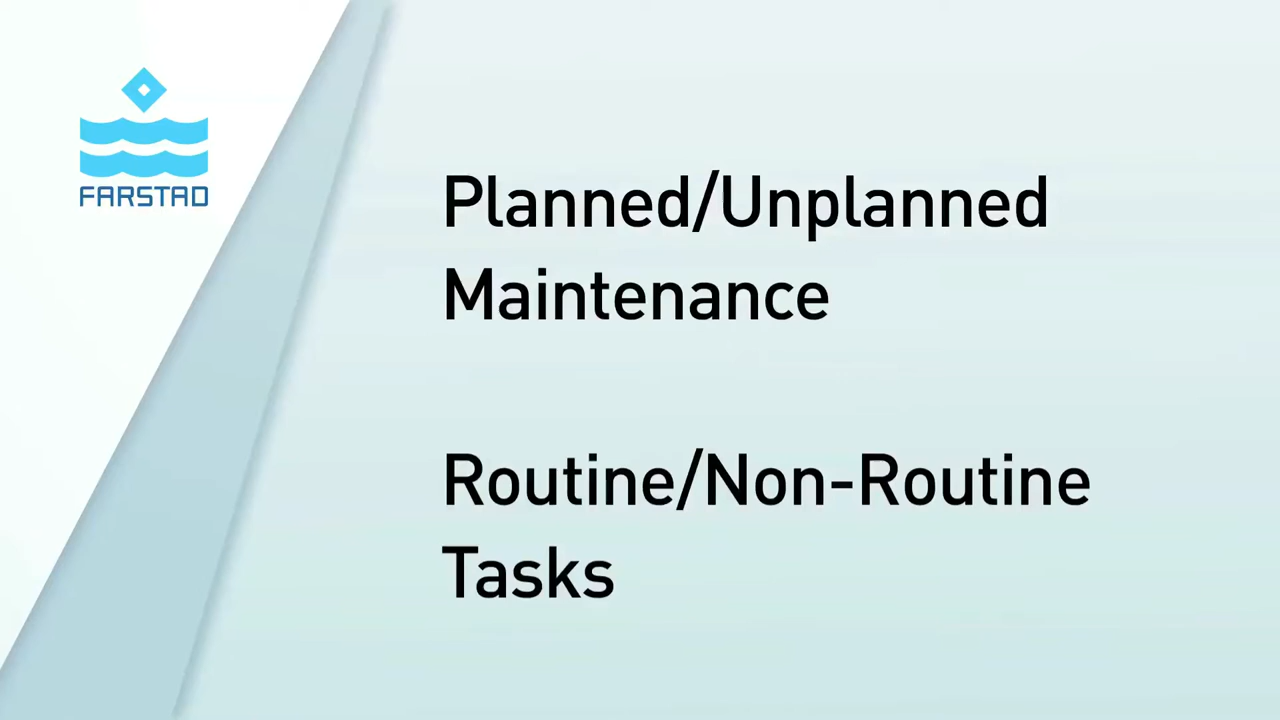 FARSTAD
Planned/Unplanned
Maintenance
Routine/Non-Routine
Tasks